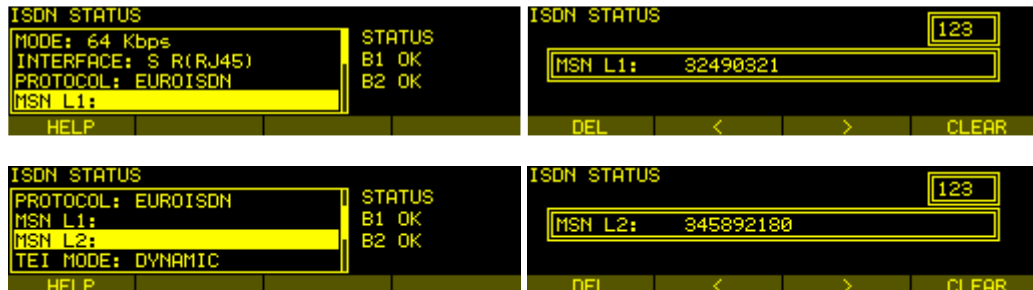 ISDN STATUS
MODE: 64 Kbps
INTERFACE: S R(RJ45)
PROTOCOL: EUROISDN
MSN L1:
STATUS
B1 OK
B2 OK
HELP
ISDN STATUS
123
MSN L1: 32490321
DEL < > CLEAR
ISDN STATUS
PROTOCOL: EUROISDN
MSN L1:
MSN L2:
TEI MODE: DYNAMIC
STATUS
B1 OK
B2 OK
HELP
ISDN STATUS
123
MSN L2: 345892180
DEL < > CLEAR